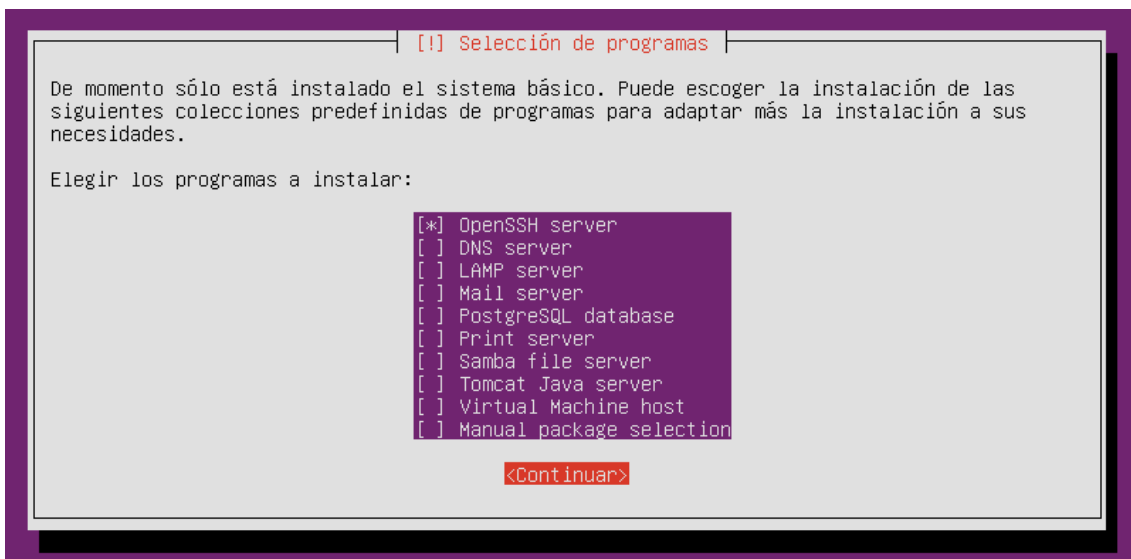 [!] Selección de programas
De momento sólo está instalado el sistema básico. Puede escoger la instalación de las
siguientes colecciones predefinidas de programas para adaptar más la instalación a sus
necesidades.
Elegir los programas a instalar:
[*] OpenSSH server
[ ] DNS server
[ ] LAMP server
[ ] Mail server
[ ] PostgreSQL database
[ ] Print server
[ ] Samba file server
[ ] Tomcat Java server
[ ] Virtual Machine host
[ ] Manual package selection
<Continuar>